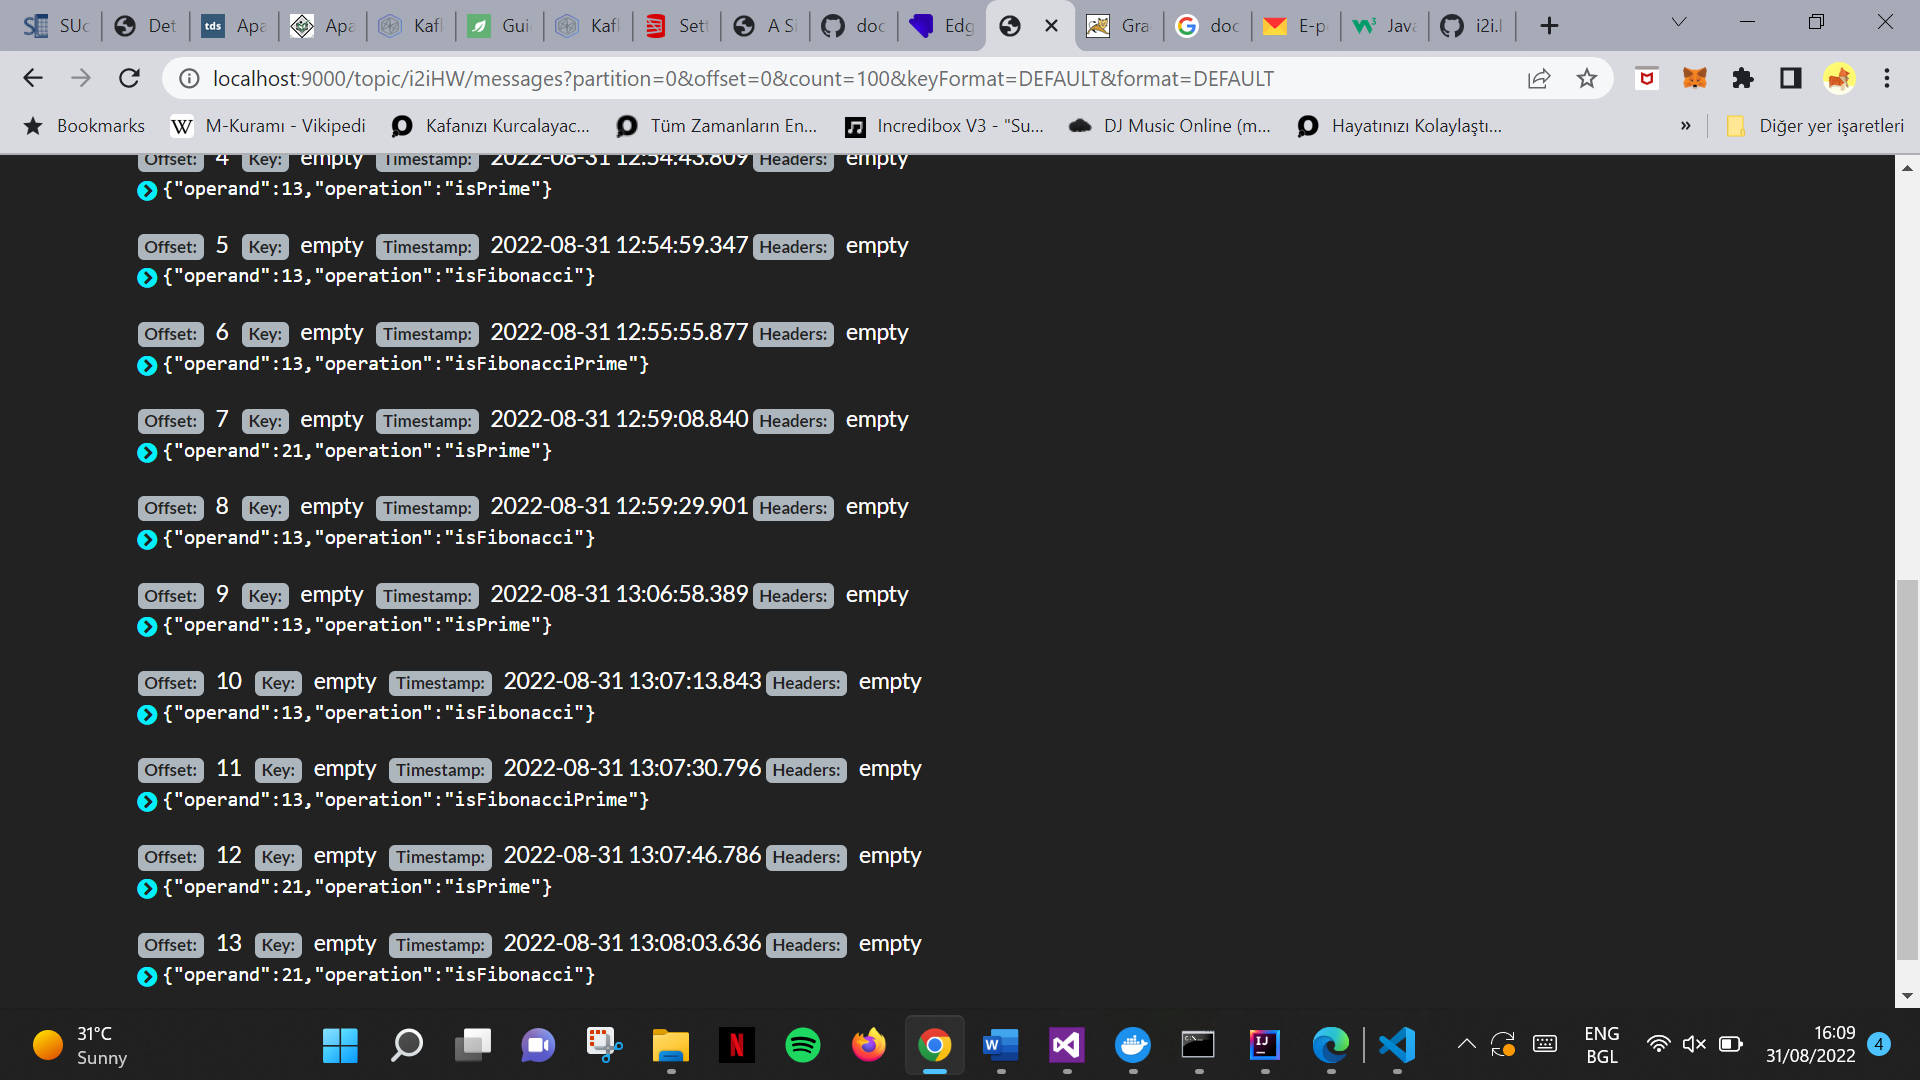 SUc Det tds Apa Apa Kafk Guid Kafk Sett A Si doc Edg Gra doc E-po Java i2i.l
localhost:9000/topic/i2iHW/messages?partition=0&offset=0&count=100&keyFormat=DEFAULT&format=DEFAULT
Bookmarks W M-Kuramı - Vikipedi Kafanızı Kurcalayac... Tüm Zamanların En... Incredibox V3 - "Su... DJ Music Online (m... Hayatınızı Kolaylaştı... » Diğer yer işaretleri
Offset: 4 Key: empty Timestamp: 2022-08-31 12:54:43.809 Headers: empty
{"operand":13,"operation":"isPrime"}
Offset: 5 Key: empty Timestamp: 2022-08-31 12:54:59.347 Headers: empty
{"operand":13,"operation":"isFibonacci"}
Offset: 6 Key: empty Timestamp: 2022-08-31 12:55:55.877 Headers: empty
{"operand":13,"operation":"isFibonacciPrime"}
Offset: 7 Key: empty Timestamp: 2022-08-31 12:59:08.840 Headers: empty
{"operand":21,"operation":"isPrime"}
Offset: 8 Key: empty Timestamp: 2022-08-31 12:59:29.901 Headers: empty
{"operand":13,"operation":"isFibonacci"}
Offset: 9 Key: empty Timestamp: 2022-08-31 13:06:58.389 Headers: empty
{"operand":13,"operation":"isPrime"}
Offset: 10 Key: empty Timestamp: 2022-08-31 13:07:13.843 Headers: empty
{"operand":13,"operation":"isFibonacci"}
Offset: 11 Key: empty Timestamp: 2022-08-31 13:07:30.796 Headers: empty
{"operand":13,"operation":"isFibonacciPrime"}
Offset: 12 Key: empty Timestamp: 2022-08-31 13:07:46.786 Headers: empty
{"operand":21,"operation":"isPrime"}
Offset: 13 Key: empty Timestamp: 2022-08-31 13:08:03.636 Headers: empty
{"operand":21,"operation":"isFibonacci"}
31°C
Sunny
ENG
BGL
16:09
31/08/2022
4